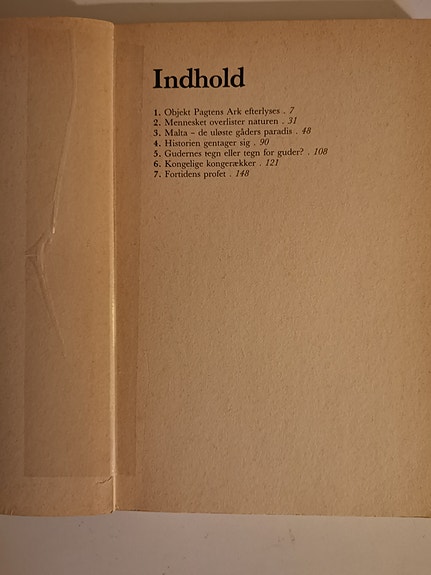 Indhold
1. Objekt Pagtens Ark efterlyses . 7
2. Mennesket overlister naturen . 31
3. Malta – de uløste gåders paradis . 48
4. Historien gentager sig . 90
5. Gudernes tegn eller tegn for guder? . 108
6. Kongelige kongerækker . 121
7. Fortidens profet . 148